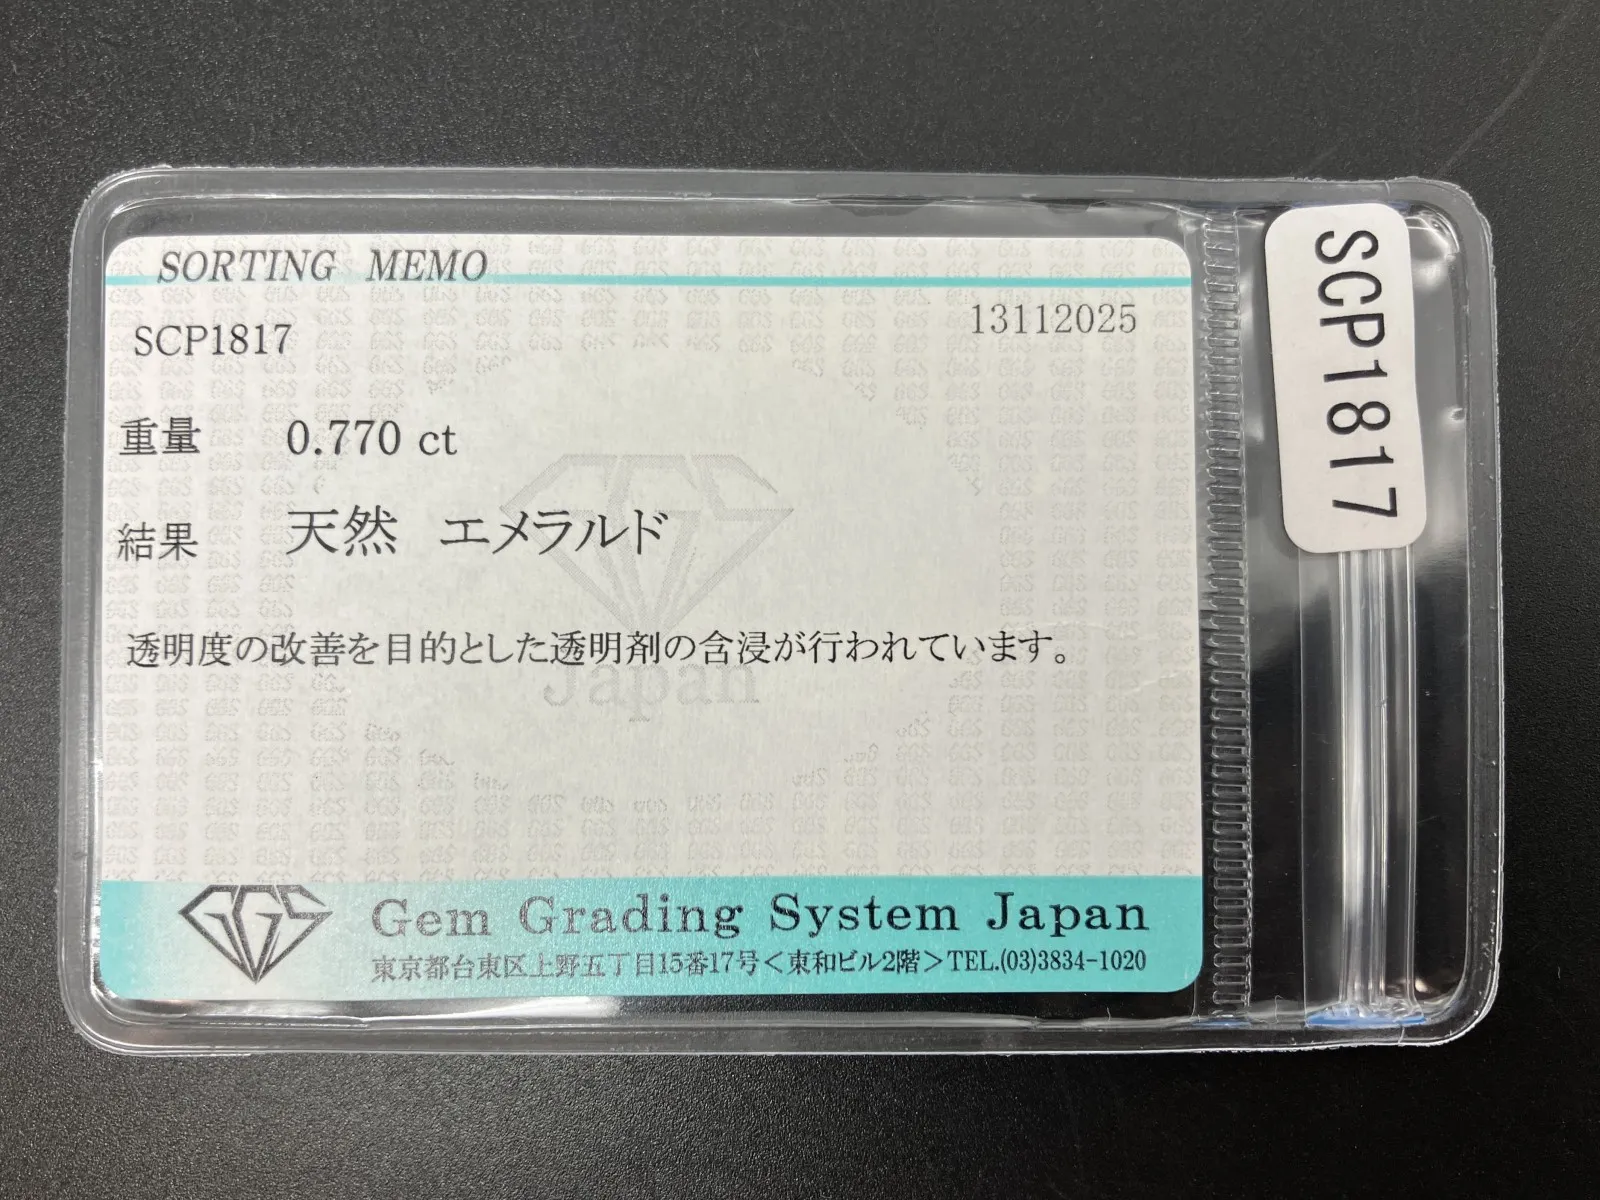 SORTING MEMO
SCP1817
13112025
重量 0.770 ct
結果 天然 エメラルド
透明度の改善を目的とした透明剤の含浸が行われています。
Japan
GGS Gem Grading System Japan
東京都台東区上野五丁目15番17号＜東和ビル2階＞TEL.(03)3834-1020
SCP1817